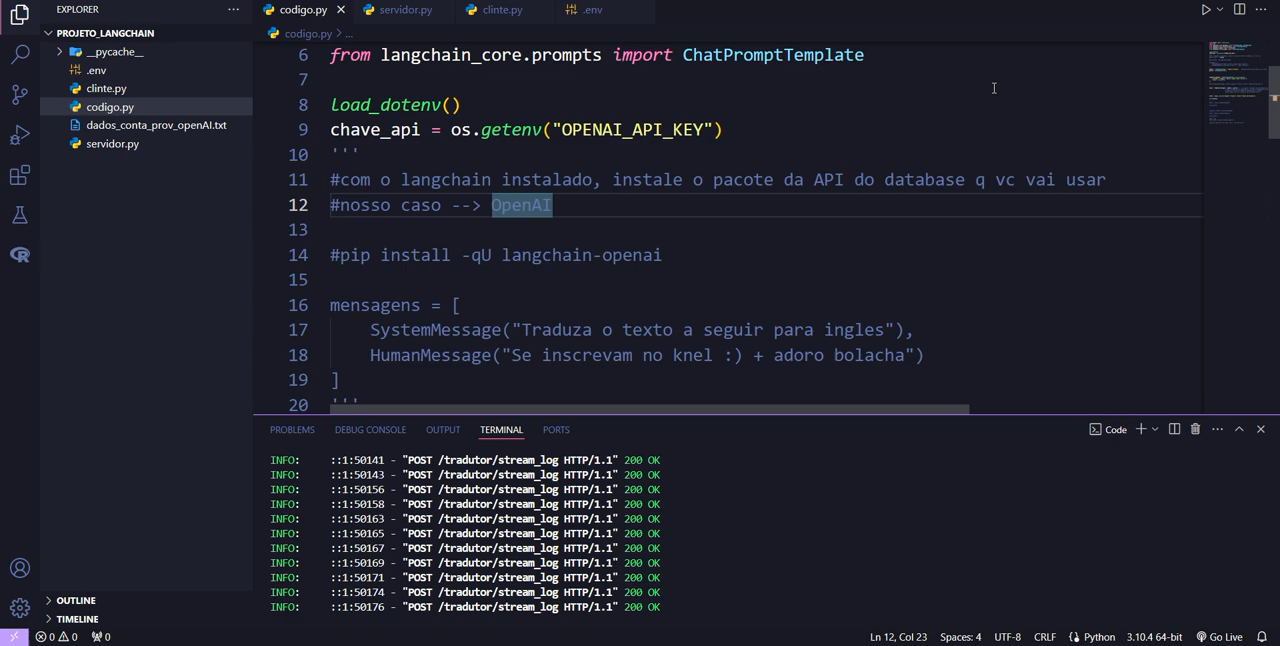 EXPLORER
PROJETO_LANGCHAIN
__pycache__
.env
clinte.py
codigo.py
dados_conta_prov_openAI.txt
servidor.py
OUTLINE
TIMELINE
codigo.py servidor.py clinte.py .env
codigo.py > ...
6 from langchain_core.prompts import ChatPromptTemplate
7
8 load_dotenv()
9 chave_api = os.getenv("OPENAI_API_KEY")
10 '''
11 #com o langchain instalado, instale o pacote da API do database q vc vai usar
12 #nosso caso --> OpenAI
13
14 #pip install -qU langchain-openai
15
16 mensagens = [
17 SystemMessage("Traduza o texto a seguir para ingles"),
18 HumanMessage("Se inscrevam no knel :) + adoro bolacha")
19 ]
20 '''
PROBLEMS DEBUG CONSOLE OUTPUT TERMINAL PORTS Code
INFO: ::1:50141 - "POST /tradutor/stream_log HTTP/1.1" 200 OK
INFO: ::1:50143 - "POST /tradutor/stream_log HTTP/1.1" 200 OK
INFO: ::1:50156 - "POST /tradutor/stream_log HTTP/1.1" 200 OK
INFO: ::1:50158 - "POST /tradutor/stream_log HTTP/1.1" 200 OK
INFO: ::1:50163 - "POST /tradutor/stream_log HTTP/1.1" 200 OK
INFO: ::1:50165 - "POST /tradutor/stream_log HTTP/1.1" 200 OK
INFO: ::1:50167 - "POST /tradutor/stream_log HTTP/1.1" 200 OK
INFO: ::1:50169 - "POST /tradutor/stream_log HTTP/1.1" 200 OK
INFO: ::1:50171 - "POST /tradutor/stream_log HTTP/1.1" 200 OK
INFO: ::1:50174 - "POST /tradutor/stream_log HTTP/1.1" 200 OK
INFO: ::1:50176 - "POST /tradutor/stream_log HTTP/1.1" 200 OK
0 0 0 Ln 12, Col 23 Spaces: 4 UTF-8 CRLF Python 3.10.4 64-bit Go Live